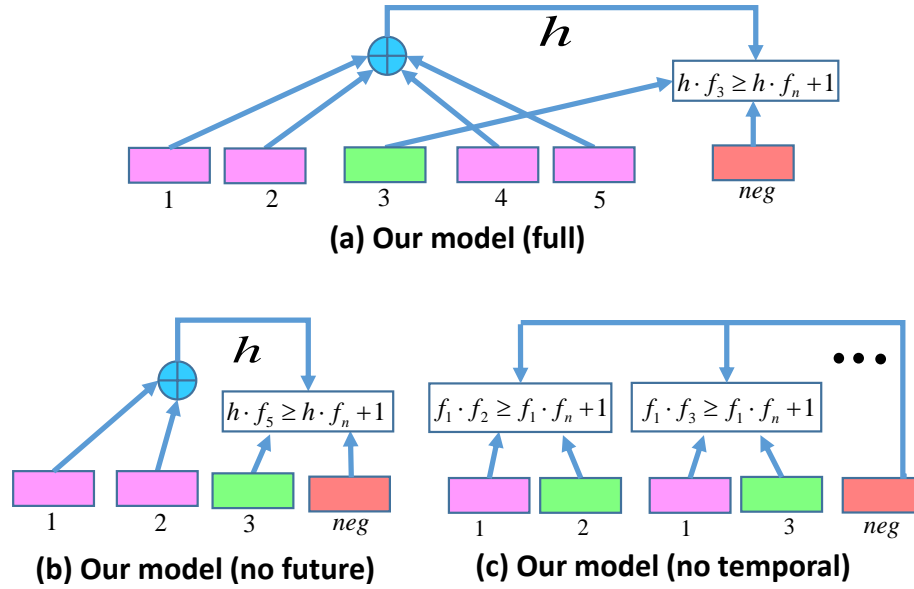 h
h · f₃ ≥ h · fₙ + 1
1 2 3 4 5 neg
(a) Our model (full)
h
h · f₅ ≥ h · fₙ + 1
1 2 3 neg
(b) Our model (no future)
•••
f₁ · f₂ ≥ f₁ · fₙ + 1 f₁ · f₃ ≥ f₁ · fₙ + 1
1 2 1 3 neg
(c) Our model (no temporal)